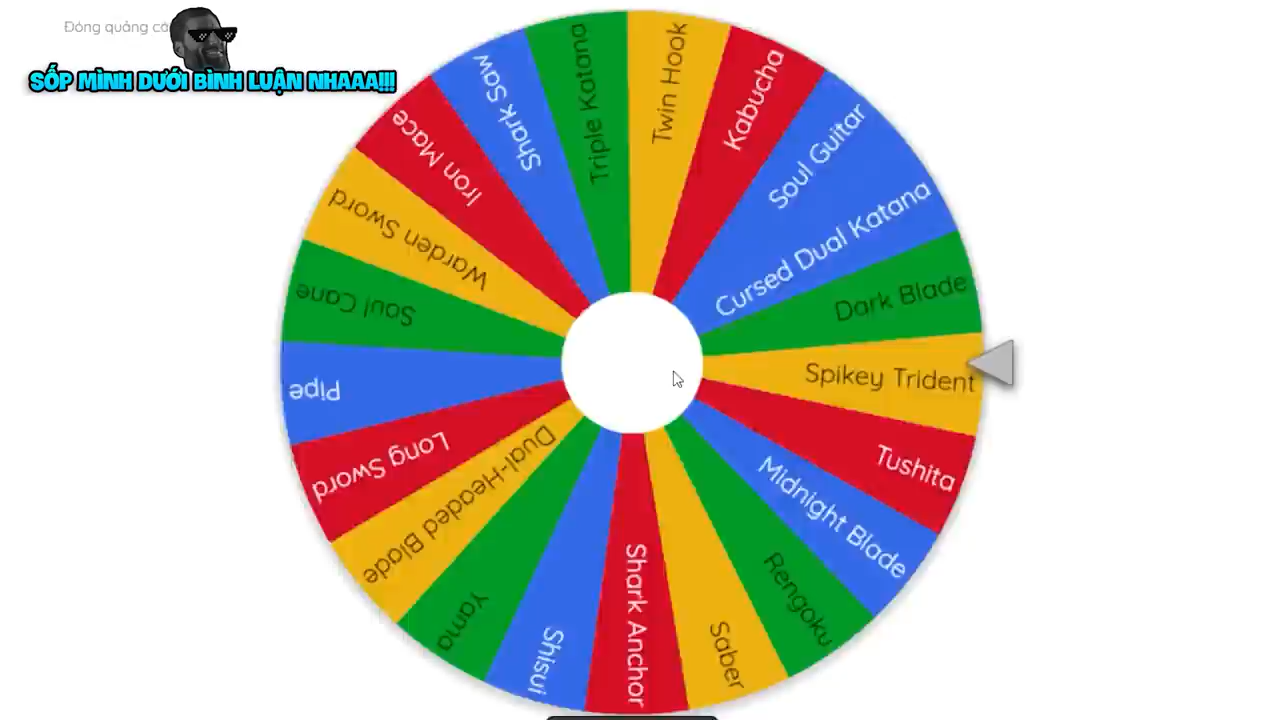 Đóng quảng cá
SỐP MÌNH DƯỚI BÌNH LUẬN NHAAA!!!
Triple Katana
Twin Hook
Kabucha
Soul Guitar
Cursed Dual Katana
Dark Blade
Spikey Trident
Tushita
Midnight Blade
Rengoku
Saber
Shark Anchor
Shisui
Yama
Dual-Headed Blade
Long Sword
Pipe
Soul Cane
Warden Sword
Iron Mace
Shark Saw